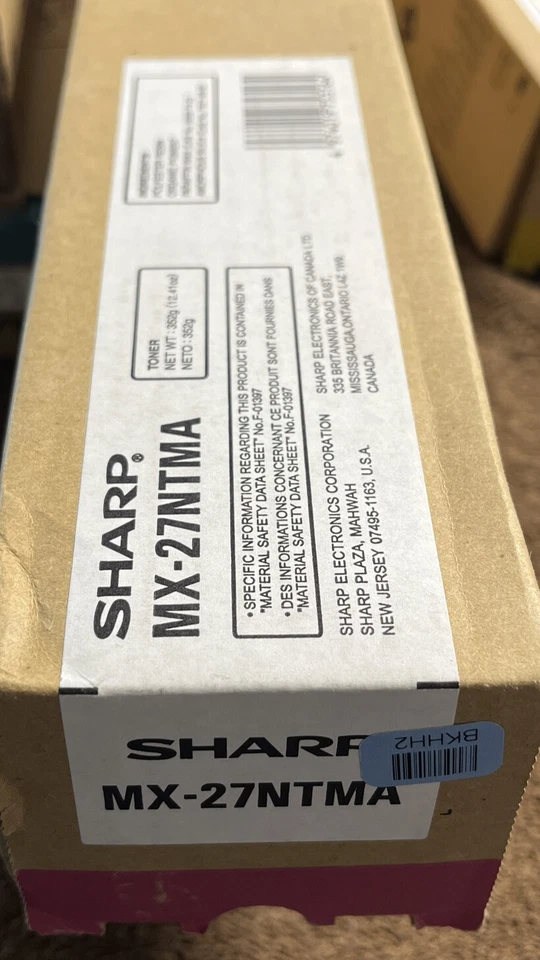 SHARP®
MX-27NTMA
TONER
NET WT : 352g (12.41oz)
NETO : 352g
• SPECIFIC INFORMATION REGARDING THIS PRODUCT IS CONTAINED IN
"MATERIAL SAFETY DATA SHEET" No.F-01397
• DES INFORMATIONS CONCERNANT CE PRODUIT SONT FOURNIES DANS
"MATERIAL SAFETY DATA SHEET" No.F-01397
SHARP ELECTRONICS CORPORATION
SHARP PLAZA, MAHWAH
NEW JERSEY 07495-1163, U.S.A.
SHARP ELECTRONICS OF CANADA LTD.
335 BRITANNIA ROAD EAST,
MISSISSAUGA,ONTARIO L4Z 1W9,
CANADA
SHARP
MX-27NTMA
BKHH2